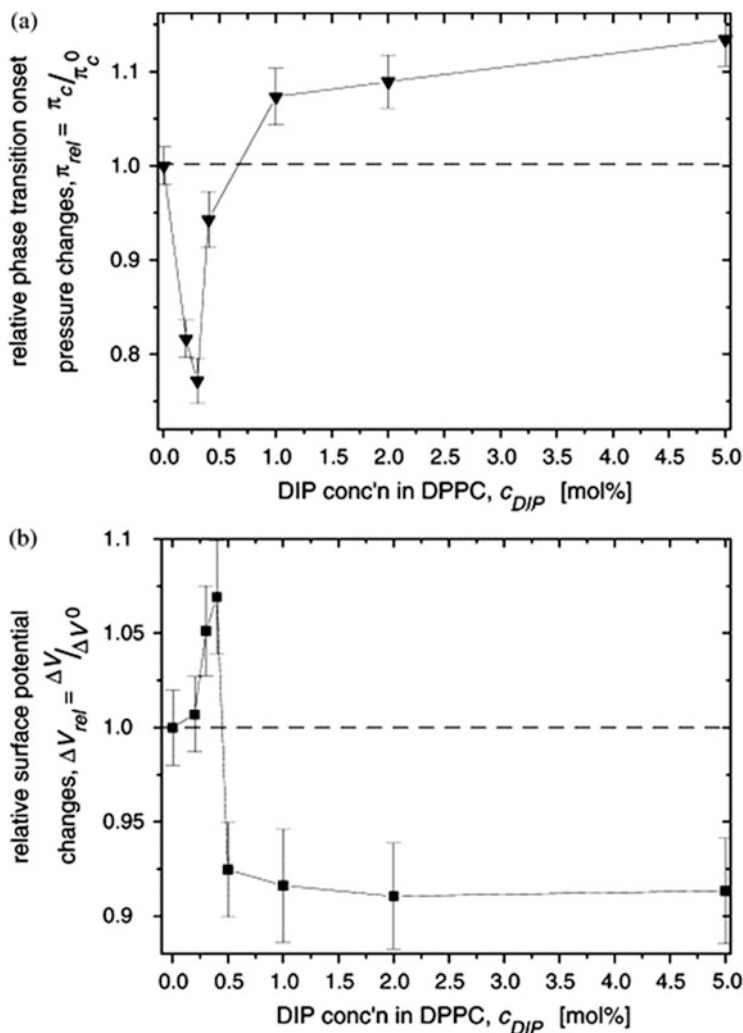 (a)
relative phase transition onset
pressure changes, π_rel = π_c/π_c^0
1.1
1.0
0.9
0.8
0.0 0.5 1.0 1.5 2.0 2.5 3.0 3.5 4.0 4.5 5.0
DIP conc'n in DPPC, c_DIP [mol%]
(b)
relative surface potential
changes, ΔV_rel = ΔV/ΔV^0
1.1
1.05
1.0
0.95
0.9
0.0 0.5 1.0 1.5 2.0 2.5 3.0 3.5 4.0 4.5 5.0
DIP conc'n in DPPC, c_DIP [mol%]